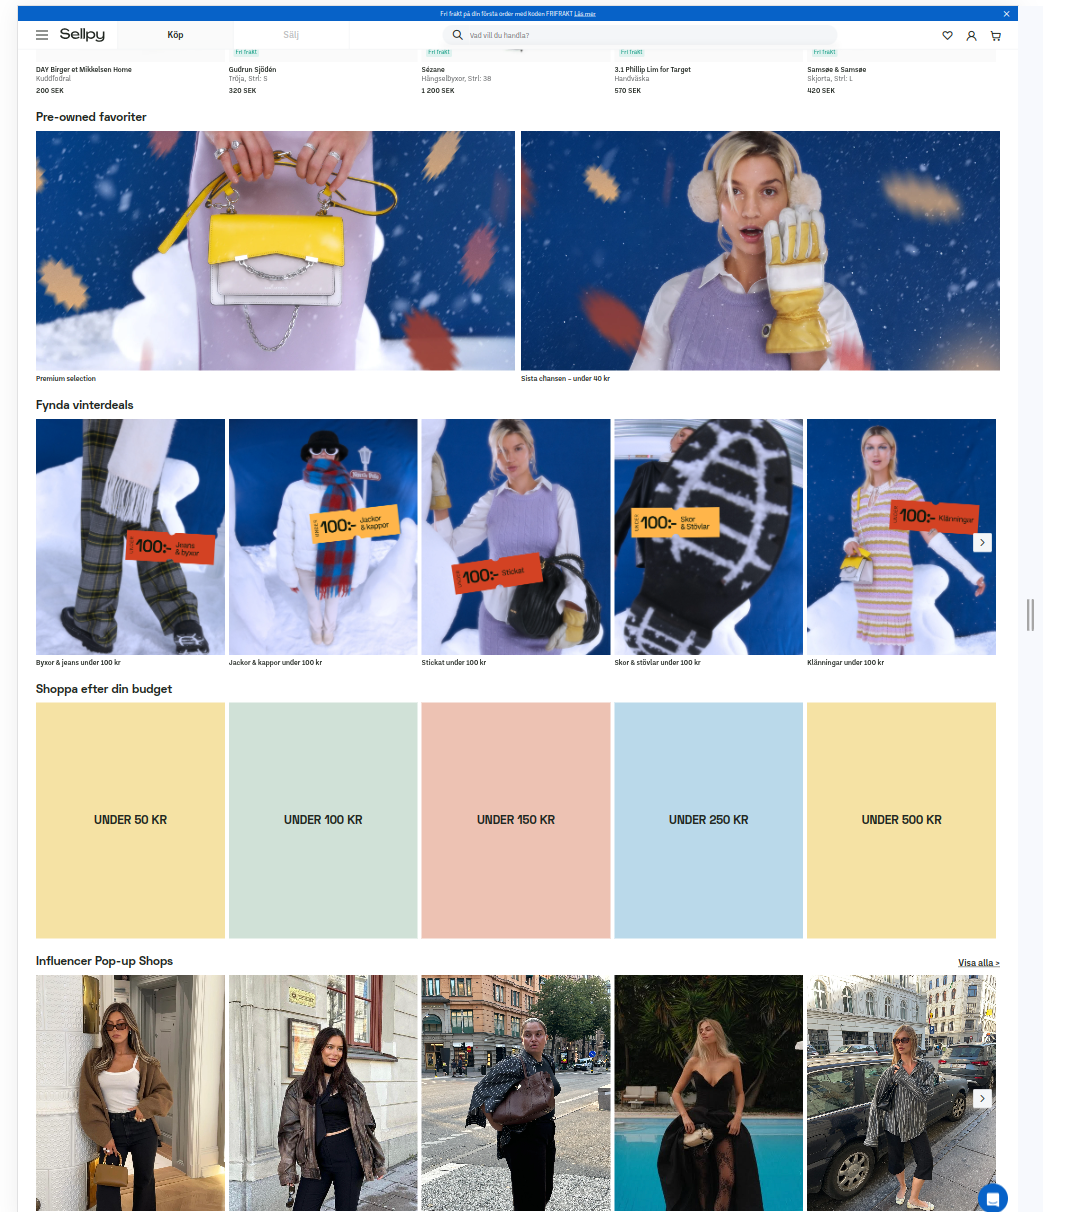 Fri frakt på din första order med koden FRIFRAKT Läs mer
Sellpy
Köp
Sälj
Vad vill du handla?
Fri frakt
Fri frakt
Fri frakt
Fri frakt
DAY Birger et Mikkelsen Home
Kuddfodral
200 SEK
Gudrun Sjödén
Tröja, Strl: S
320 SEK
Sézane
Hängselbyxor, Strl: 38
1 200 SEK
3.1 Phillip Lim for Target
Handväska
570 SEK
Samsøe & Samsøe
Skjorta, Strl: L
420 SEK
Pre-owned favoriter
Premium selection
Sista chansen – under 40 kr
Fynda vinterdeals
UNDER 100:- Jeans
& byxor
UNDER 100:- Jackor
& kappor
UNDER 100:- Stickat
UNDER 100:- Skor
& Stövlar
UNDER 100:- Klänningar
Byxor & jeans under 100 kr
Jackor & kappor under 100 kr
Stickat under 100 kr
Skor & stövlar under 100 kr
Klänningar under 100 kr
Shoppa efter din budget
UNDER 50 KR
UNDER 100 KR
UNDER 150 KR
UNDER 250 KR
UNDER 500 KR
Influencer Pop-up Shops
Visa alla >